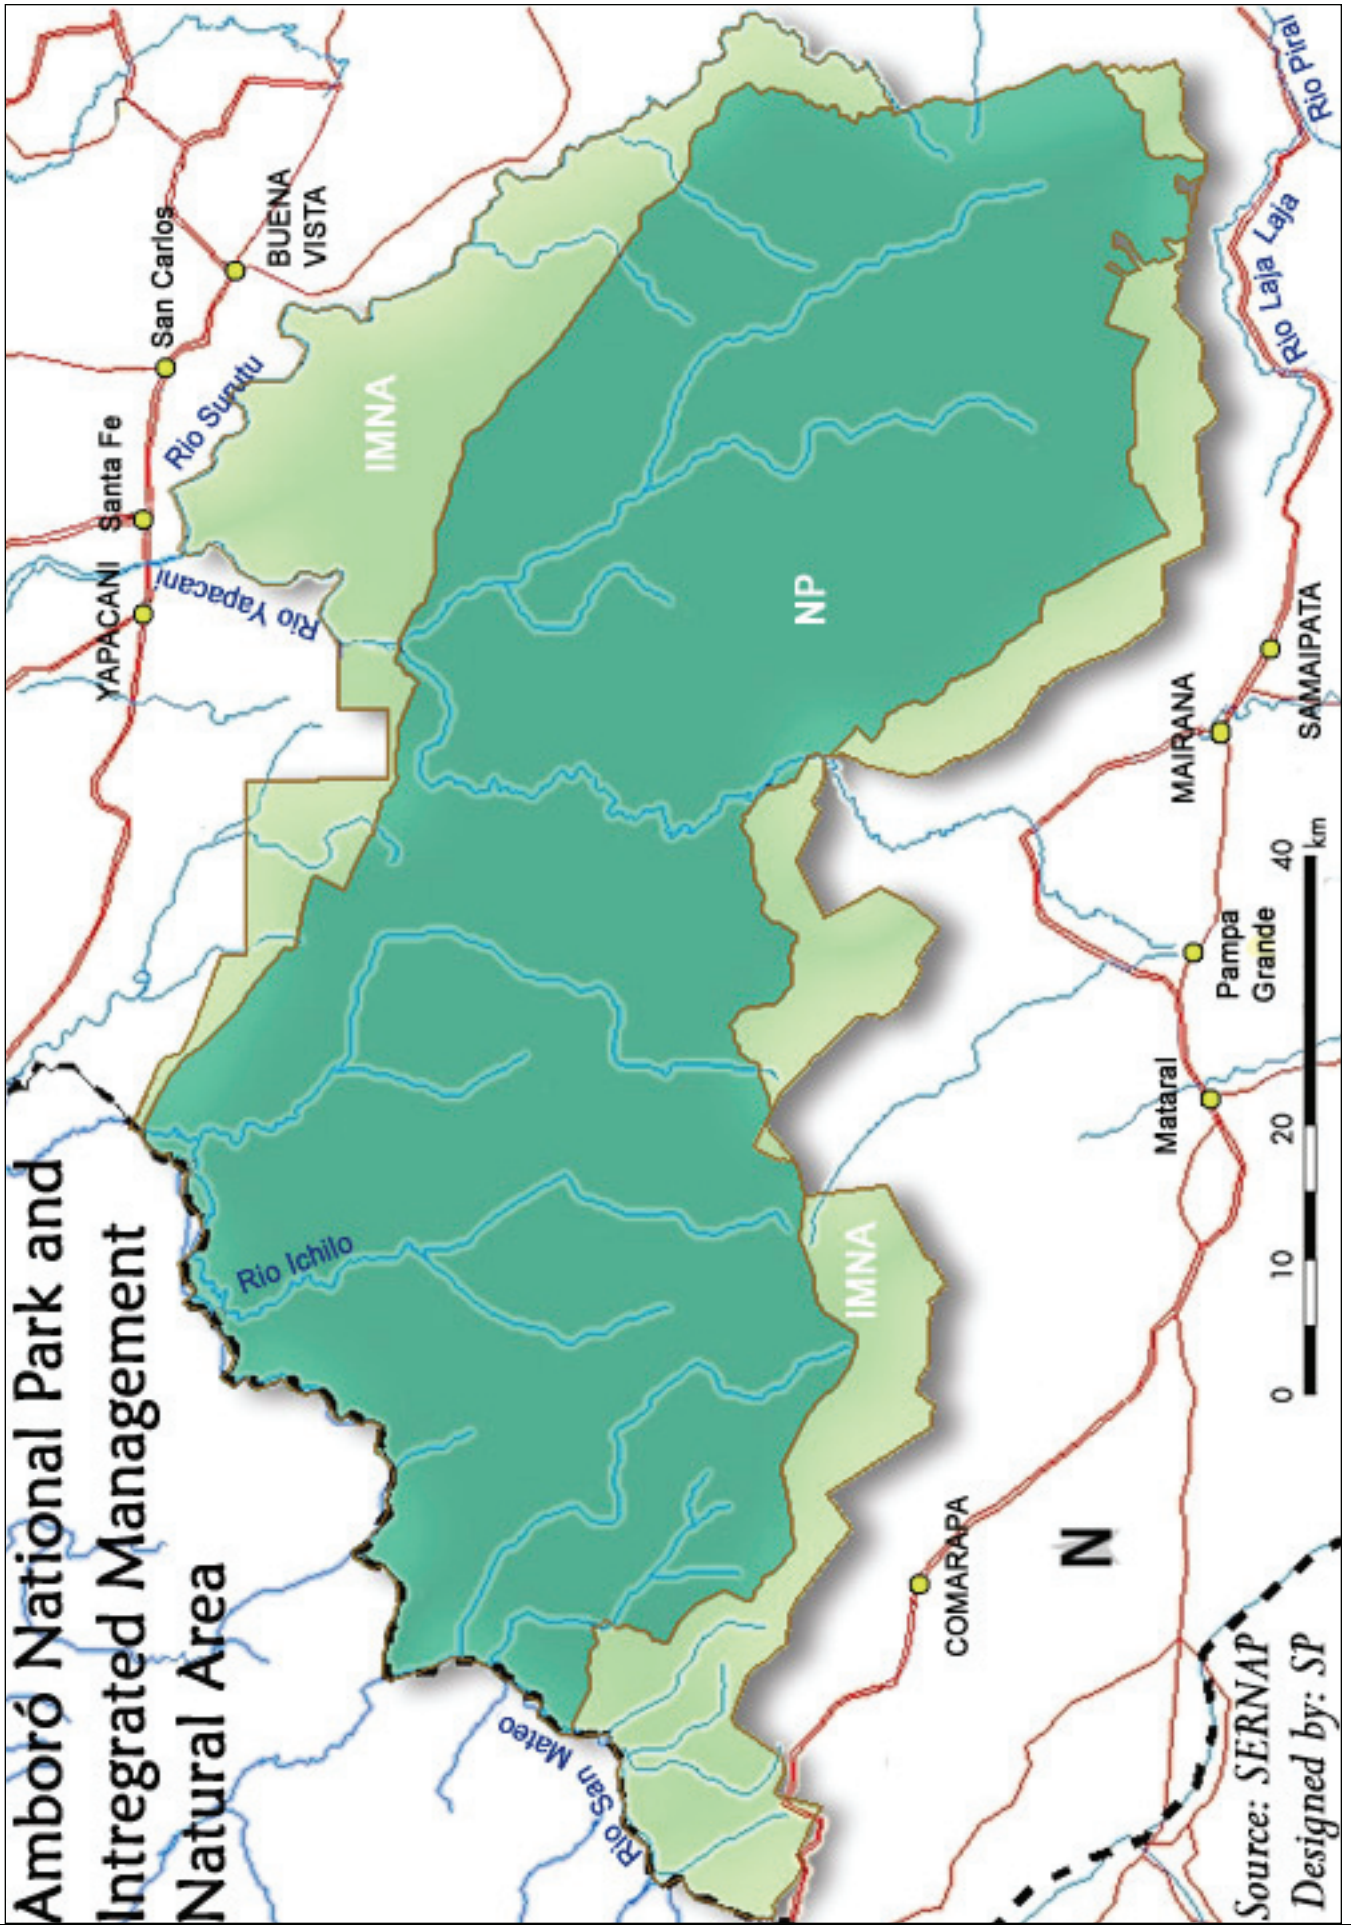 Amboró National Park and
Intregrated Management
Natural Area
YAPACANI
Santa Fe
San Carlos
BUENA
VISTA
Rio Surutu
Rio Yapacani
IMNA
Rio Ichilo
NP
Rio San Mateo
IMNA
COMARAPA
Mataral
Pampa
Grande
MAIRANA
SAMAIPATA
Rio Laja Laja
Rio Pirai
N
0
10
20
40
km
Source: SERNAP
Designed by: SP